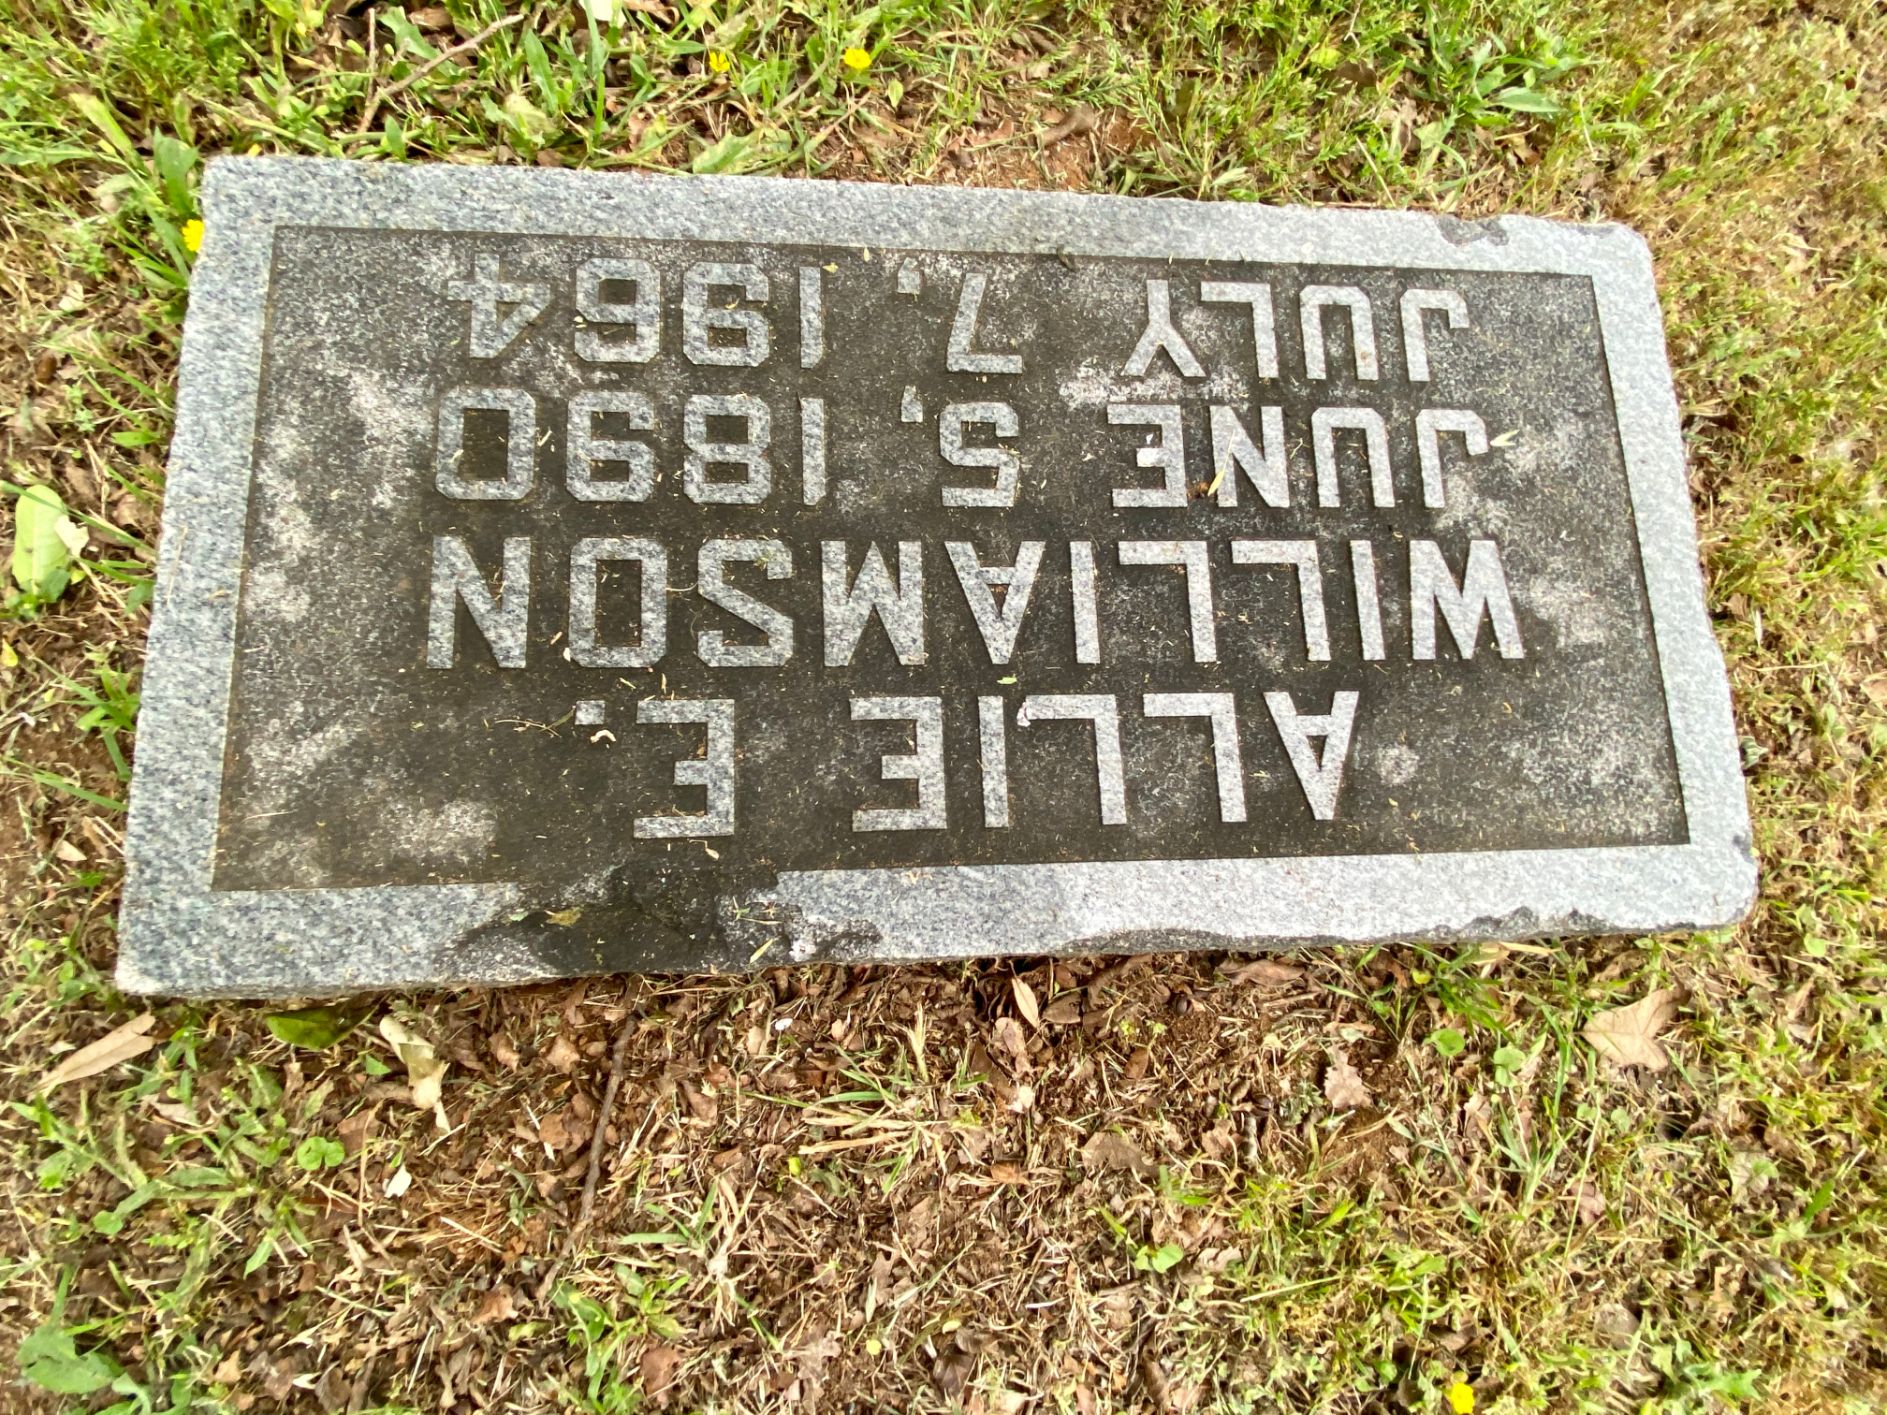 ALLIE E.
WILLIAMSON
JUNE 5, 1890
JULY 7, 1964